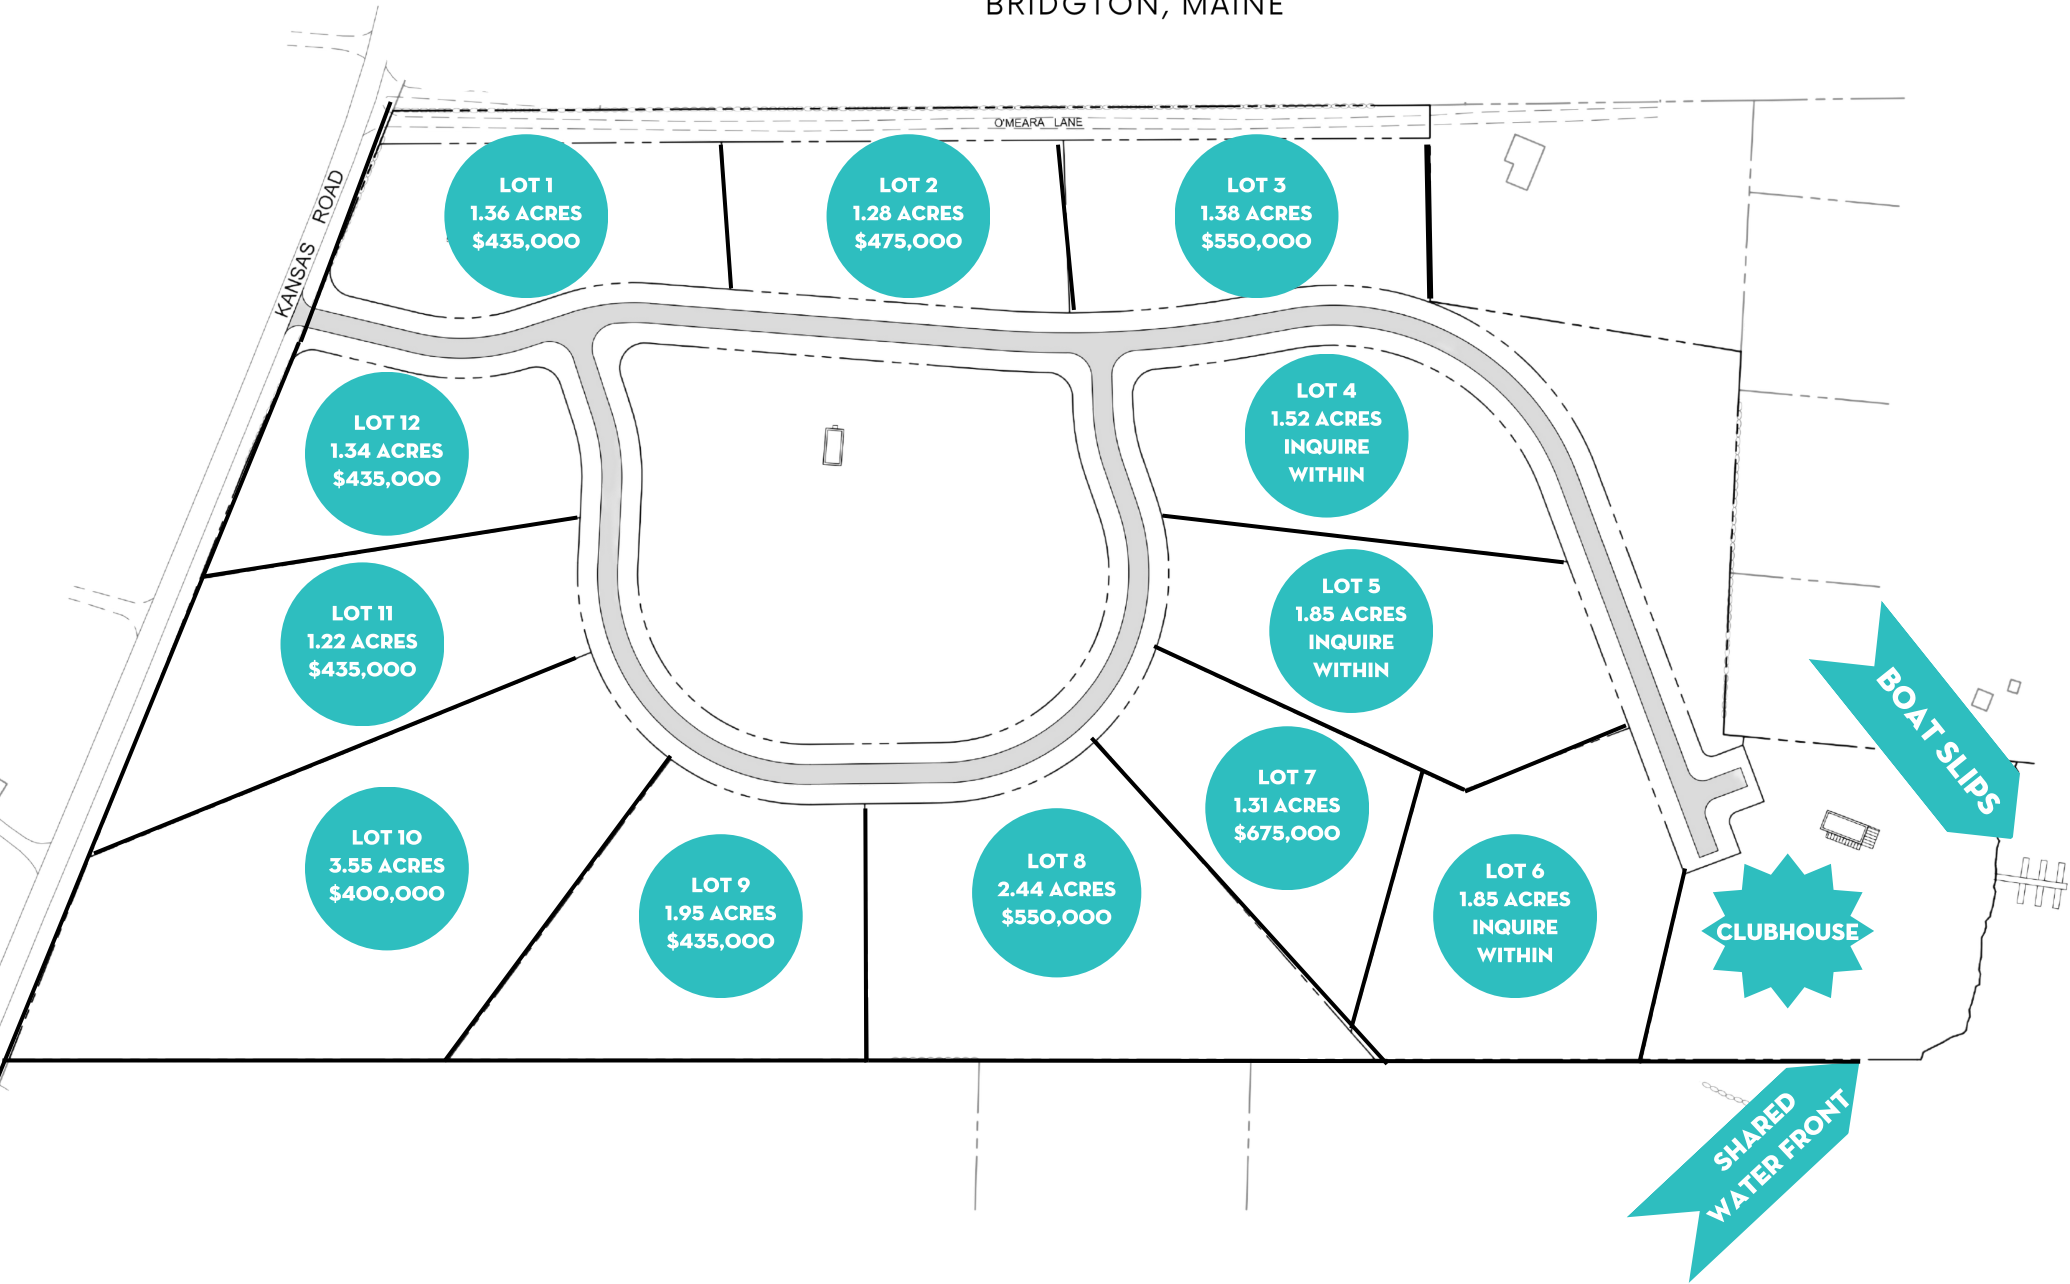 BRIDGTON, MAINE
O'MEARA LANE
KANSAS ROAD
LOT 1
1.36 ACRES
$435,000
LOT 2
1.28 ACRES
$475,000
LOT 3
1.38 ACRES
$550,000
LOT 12
1.34 ACRES
$435,000
LOT 4
1.52 ACRES
INQUIRE
WITHIN
LOT 11
1.22 ACRES
$435,000
LOT 5
1.85 ACRES
INQUIRE
WITHIN
BOAT SLIPS
LOT 10
3.55 ACRES
$400,000
LOT 9
1.95 ACRES
$435,000
LOT 8
2.44 ACRES
$550,000
LOT 7
1.31 ACRES
$675,000
LOT 6
1.85 ACRES
INQUIRE
WITHIN
CLUBHOUSE
SHARED
WATER FRONT